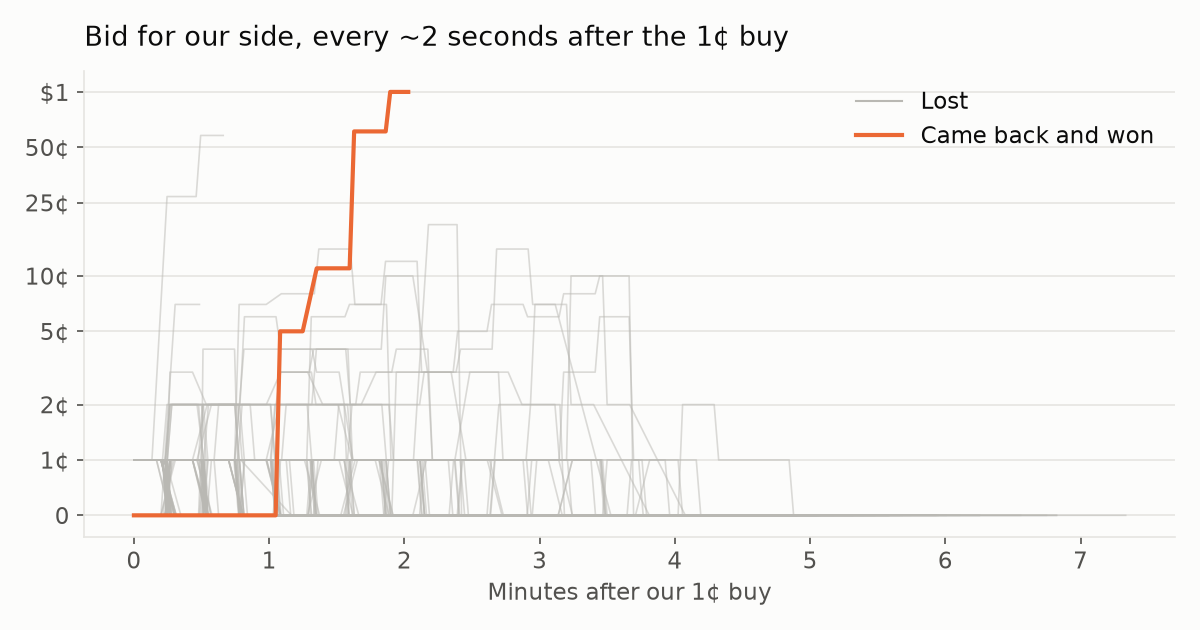 Bid for our side, every ~2 seconds after the 1¢ buy
$1
50¢
25¢
10¢
5¢
2¢
1¢
0
Lost
Came back and won
0 1 2 3 4 5 6 7
Minutes after our 1¢ buy